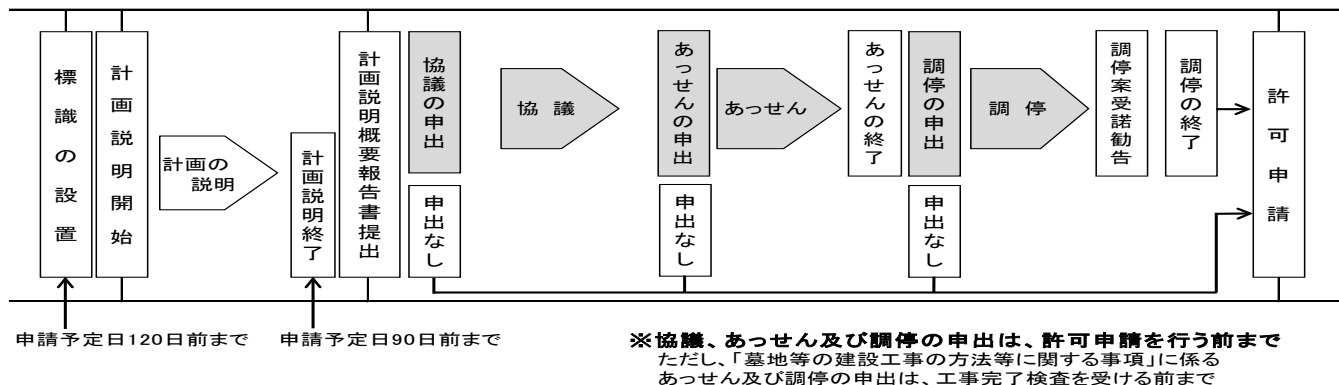 標識の設置
計画説明開始
計画の
説明
計画説明終了
計画説明概要報告書提出
協議の申出
申出なし
協議
あっせんの申出
申出なし
あっせん
あっせんの終了
調停の申出
申出なし
調停
調停案受諾勧告
調停の終了
許可申請
申請予定日120日前まで
申請予定日90日前まで
※協議、あっせん及び調停の申出は、許可申請を行う前まで
ただし、「墓地等の建設工事の方法等に関する事項」に係る
あっせん及び調停の申出は、工事完了検査を受ける前まで